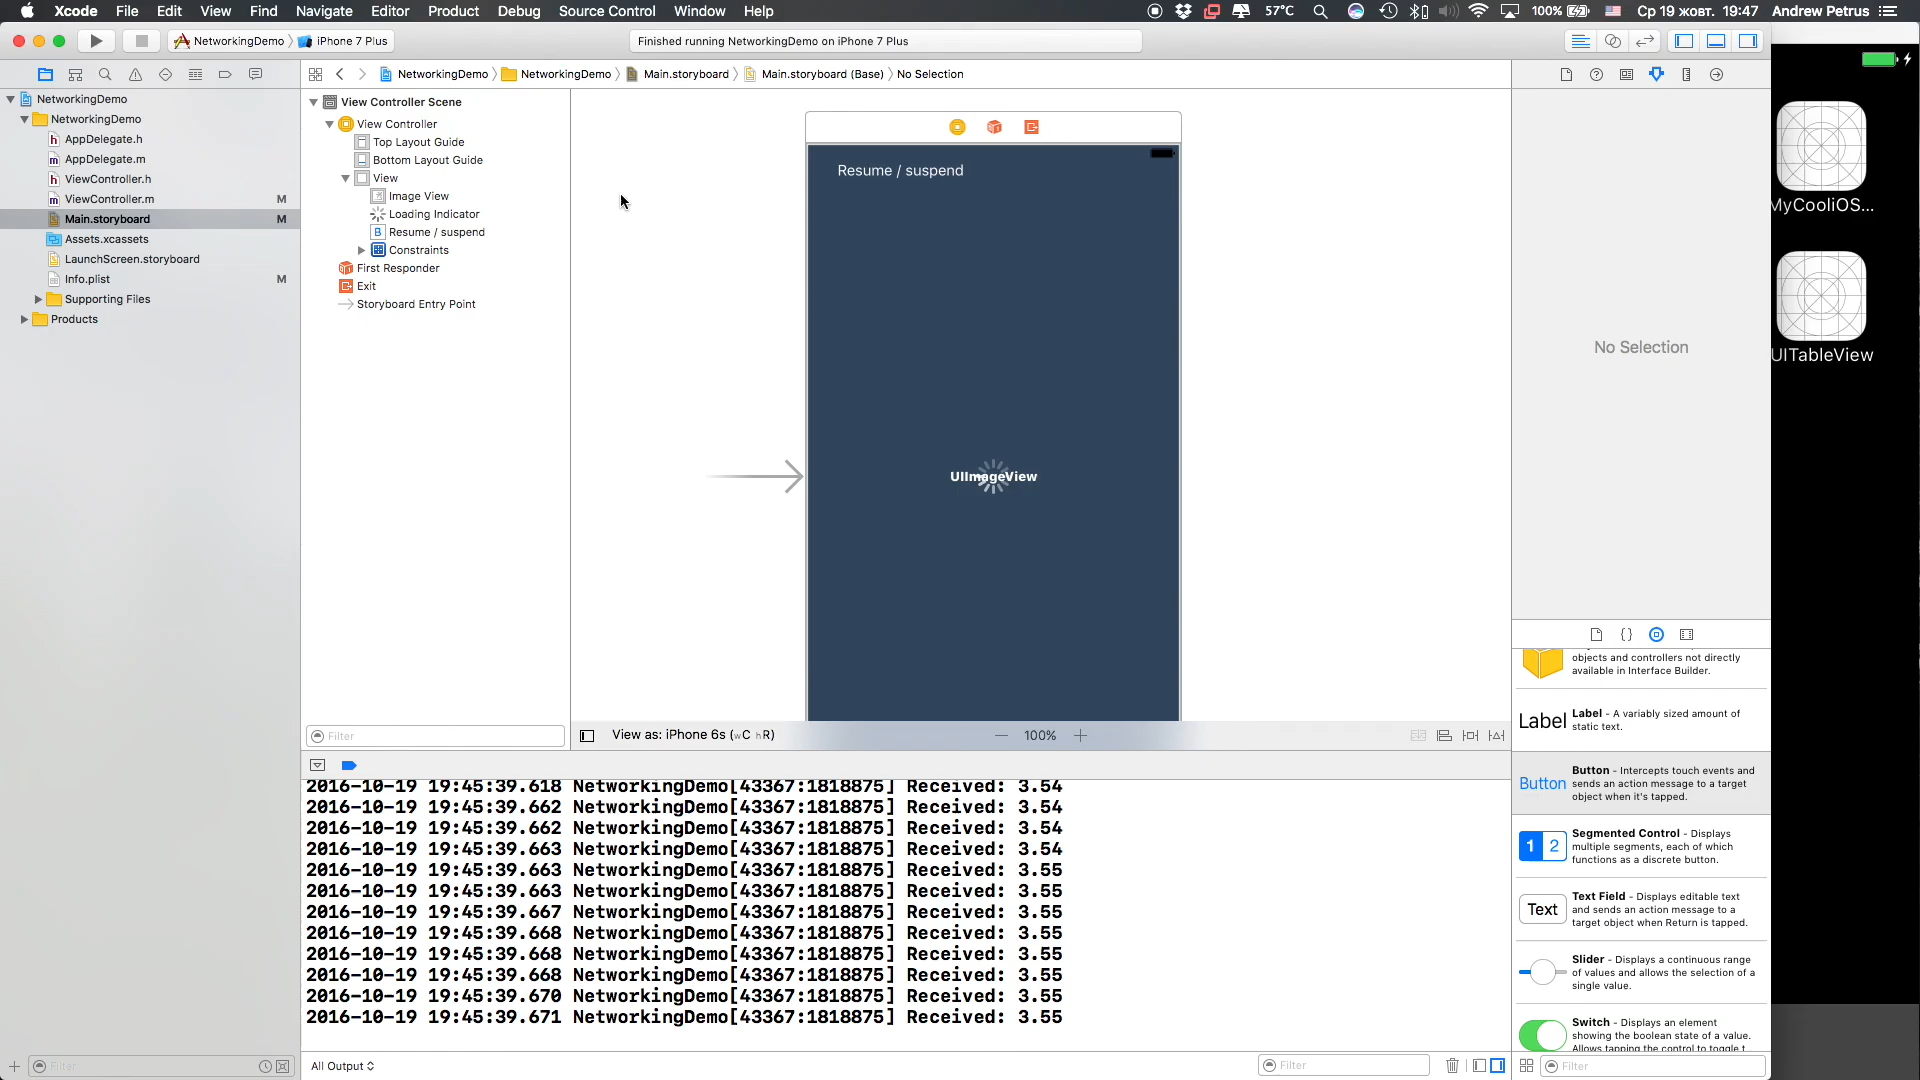 Xcode File Edit View Find Navigate Editor Product Debug Source Control Window Help 57°C 100% Ср 19 жовт. 19:47 Andrew Petrus
NetworkingDemo iPhone 7 Plus
Finished running NetworkingDemo on iPhone 7 Plus
NetworkingDemo NetworkingDemo Main.storyboard Main.storyboard (Base) No Selection
NetworkingDemo
NetworkingDemo
h AppDelegate.h
m AppDelegate.m
h ViewController.h
m ViewController.m M
Main.storyboard M
Assets.xcassets
LaunchScreen.storyboard
Info.plist M
Supporting Files
Products
Filter
View Controller Scene
View Controller
Top Layout Guide
Bottom Layout Guide
View
Image View
Loading Indicator
B Resume / suspend
Constraints
First Responder
Exit
Storyboard Entry Point
Filter
Resume / suspend
UIImageView
View as: iPhone 6s (wC hR)
100%
2016-10-19 19:45:39.618 NetworkingDemo[43367:1818875] Received: 3.54
2016-10-19 19:45:39.662 NetworkingDemo[43367:1818875] Received: 3.54
2016-10-19 19:45:39.662 NetworkingDemo[43367:1818875] Received: 3.54
2016-10-19 19:45:39.663 NetworkingDemo[43367:1818875] Received: 3.54
2016-10-19 19:45:39.663 NetworkingDemo[43367:1818875] Received: 3.55
2016-10-19 19:45:39.663 NetworkingDemo[43367:1818875] Received: 3.55
2016-10-19 19:45:39.667 NetworkingDemo[43367:1818875] Received: 3.55
2016-10-19 19:45:39.668 NetworkingDemo[43367:1818875] Received: 3.55
2016-10-19 19:45:39.668 NetworkingDemo[43367:1818875] Received: 3.55
2016-10-19 19:45:39.668 NetworkingDemo[43367:1818875] Received: 3.55
2016-10-19 19:45:39.670 NetworkingDemo[43367:1818875] Received: 3.55
2016-10-19 19:45:39.671 NetworkingDemo[43367:1818875] Received: 3.55
All Output
Filter
No Selection
objects and controllers not directly
available in Interface Builder.
Label
Label - A variably sized amount of
static text.
Button
Button - Intercepts touch events and
sends an action message to a target
object when it's tapped.
1 2
Segmented Control - Displays
multiple segments, each of which
functions as a discrete button.
Text
Text Field - Displays editable text
and sends an action message to a
target object when Return is tapped.
Slider - Displays a continuous range
of values and allows the selection of a
single value.
Switch - Displays an element
showing the boolean state of a value.
Allows tapping the control to toggle t...
Filter
MyCooliOS...
UITableView